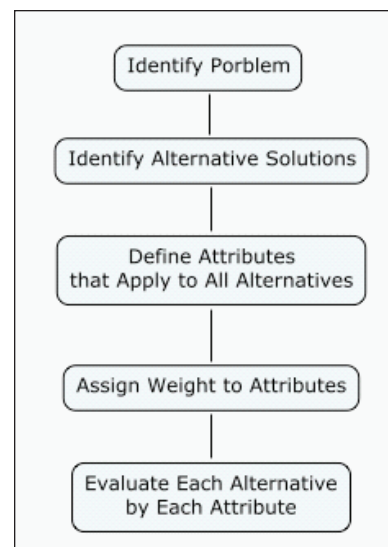 Identify Porblem
Identify Alternative Solutions
Define Attributes
that Apply to All Alternatives
Assign Weight to Attributes
Evaluate Each Alternative
by Each Attribute